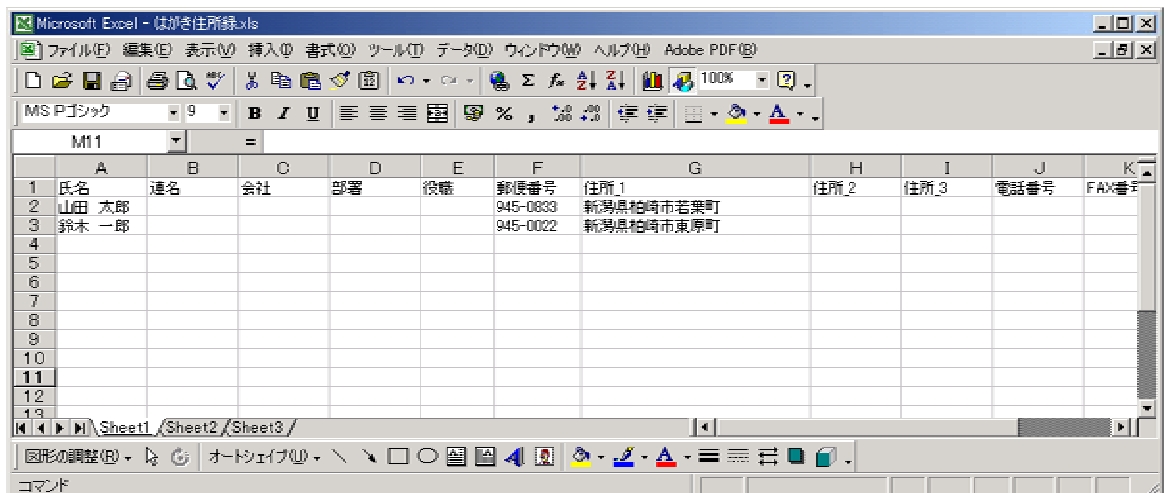 Microsoft Excel - はがき住所録.xls
ファイル(F) 編集(E) 表示(V) 挿入(I) 書式(O) ツール(T) データ(D) ウィンドウ(W) ヘルプ(H) Adobe PDF(B)
100%
MS Pゴシック 9 B I U % ,
M11 =
A B C D E F G H I J K
1 氏名 連名 会社 部署 役職 郵便番号 住所_1 住所_2 住所_3 電話番号 FAX番号
2 山田 太郎 945-0833 新潟県柏崎市若葉町
3 鈴木 一郎 945-0022 新潟県柏崎市東原町
4
5
6
7
8
9
10
11
12
13
Sheet1 Sheet2 Sheet3
図形の調整(R) オートシェイプ(U)
コマンド